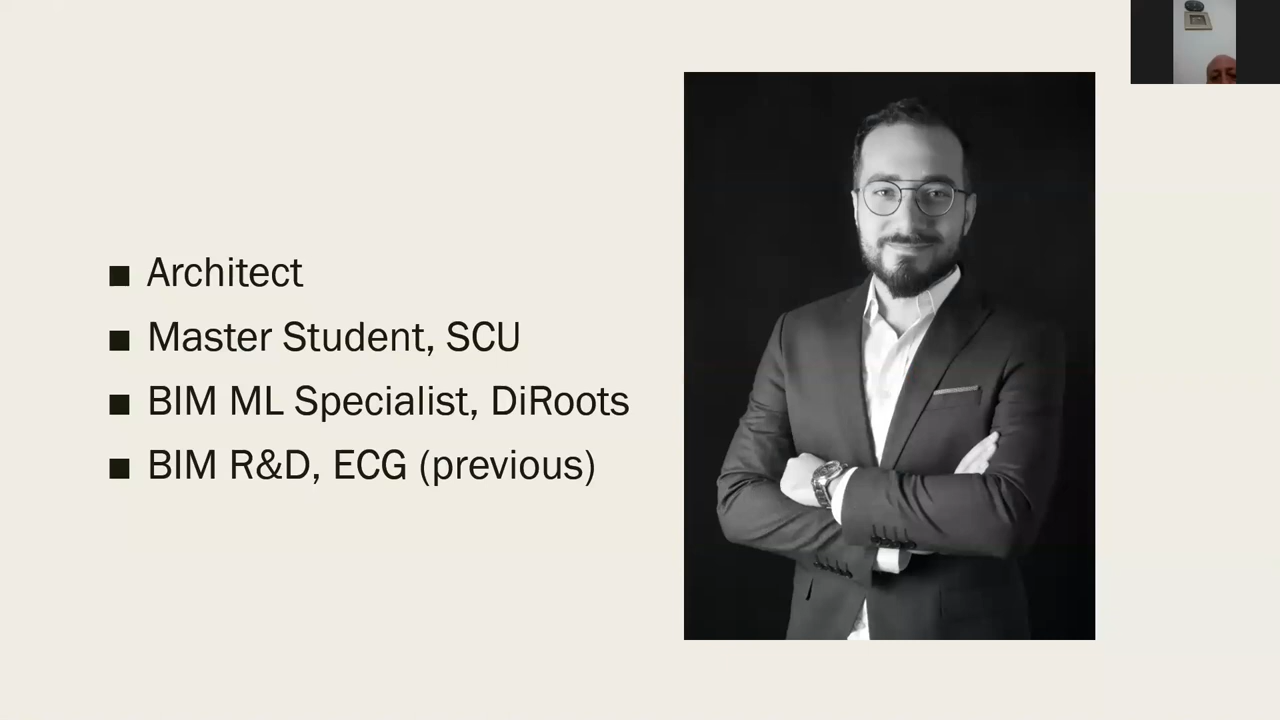 Architect
Master Student, SCU
BIM ML Specialist, DiRoots
BIM R&D, ECG (previous)